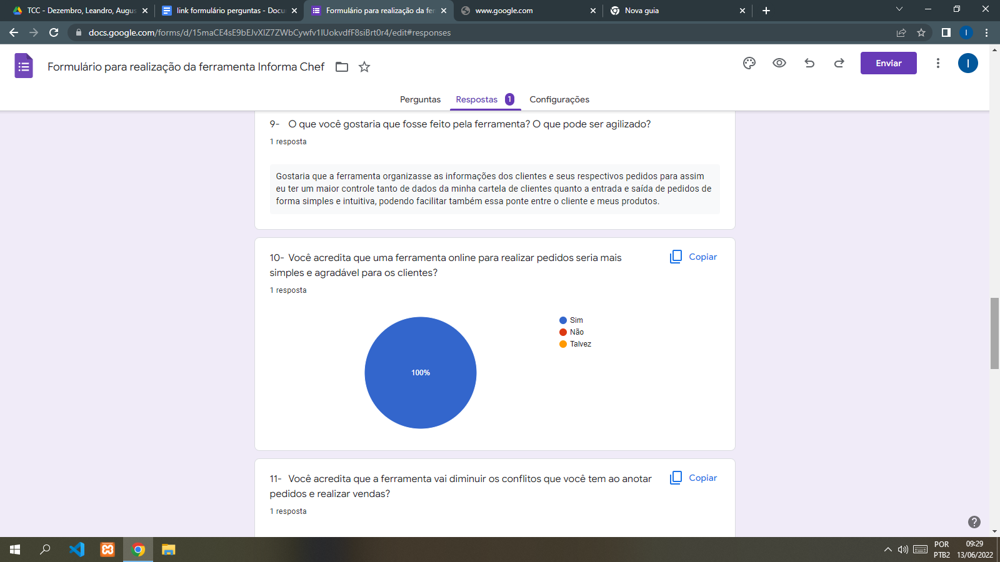 TCC - Dezembro, Leandro, Augus
link formulário perguntas - Docu
Formulário para realização da fer
www.google.com
Nova guia
docs.google.com/forms/d/15maCE4sE9bEJvXIZ7ZWbCywfv1IUokvdfF8siBrt0r4/edit#responses
I
Formulário para realização da ferramenta Informa Chef
Enviar
I
Perguntas
Respostas 1
Configurações
9- O que você gostaria que fosse feito pela ferramenta? O que pode ser agilizado?
1 resposta
Gostaria que a ferramenta organizasse as informações dos clientes e seus respectivos pedidos para assim
eu ter um maior controle tanto de dados da minha cartela de clientes quanto a entrada e saída de pedidos de
forma simples e intuitiva, podendo facilitar também essa ponte entre o cliente e meus produtos.
10- Você acredita que uma ferramenta online para realizar pedidos seria mais
simples e agradável para os clientes?
Copiar
1 resposta
Sim
Não
Talvez
100%
11- Você acredita que a ferramenta vai diminuir os conflitos que você tem ao anotar
pedidos e realizar vendas?
Copiar
1 resposta
POR
PTB2
09:29
13/06/2022